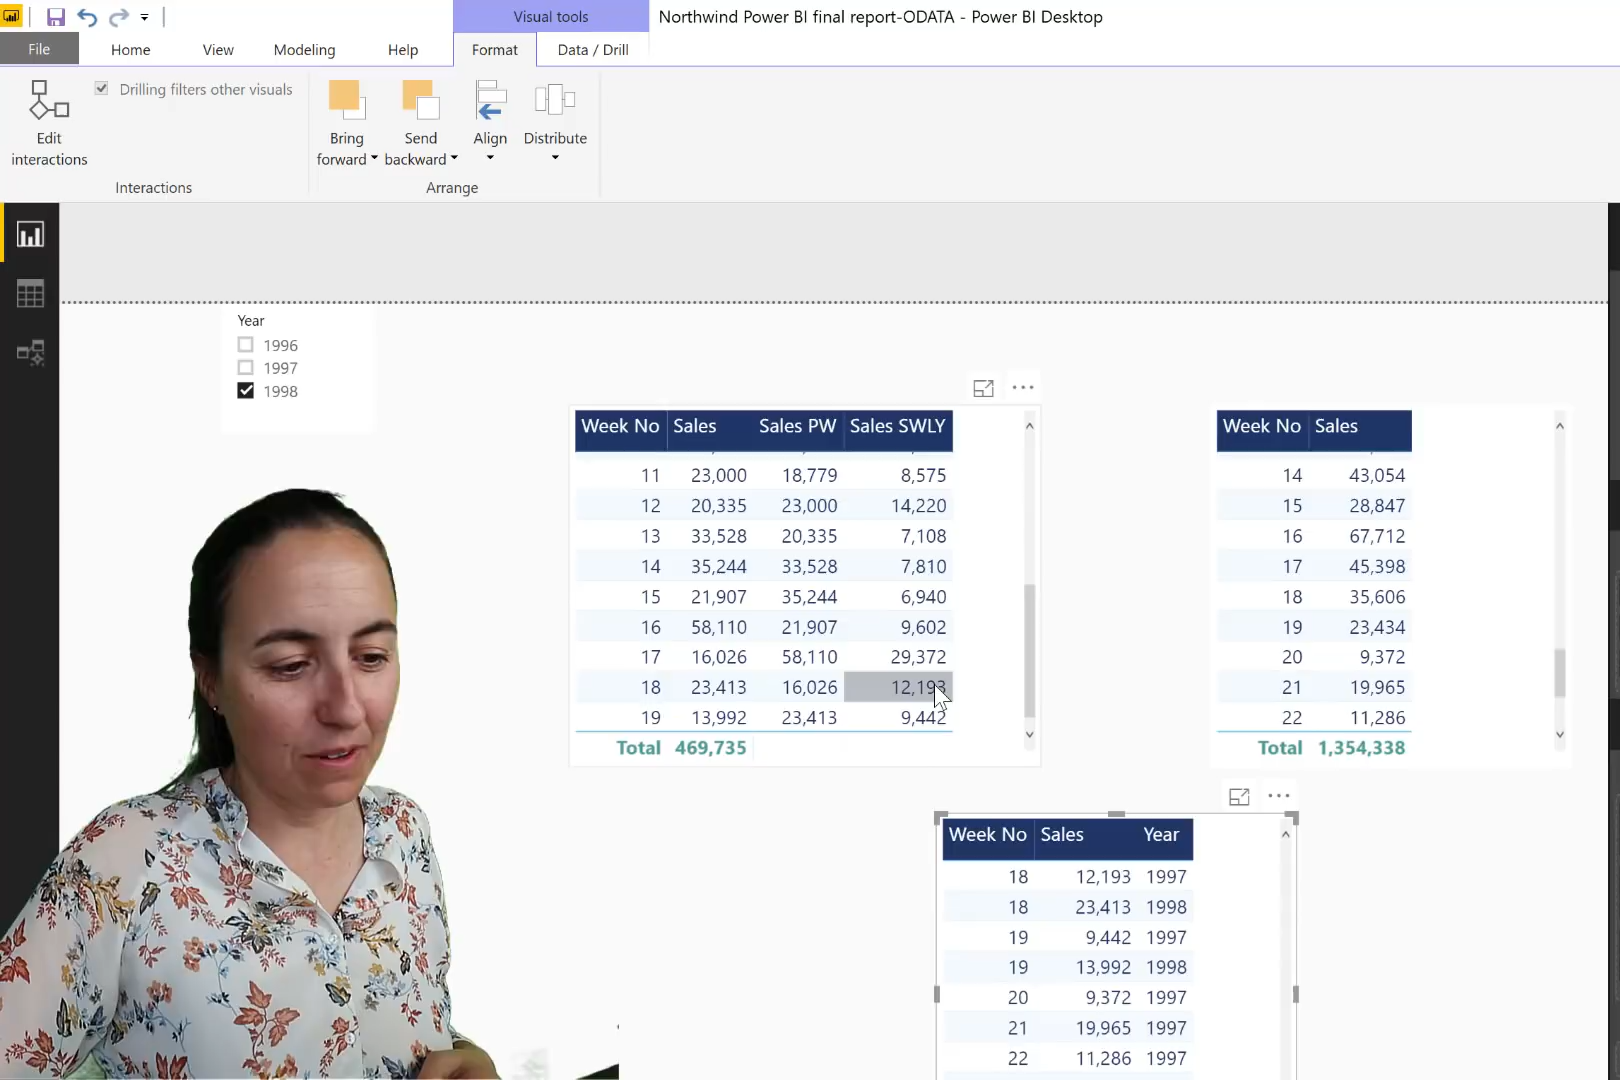 Visual tools
Northwind Power BI final report-ODATA - Power BI Desktop
File Home View Modeling Help Format Data / Drill
Drilling filters other visuals
Edit interactions
Bring forward
Send backward
Align
Distribute
Interactions
Arrange
Year
1996
1997
1998
Week No Sales Sales PW Sales SWLY
11 23,000 18,779 8,575
12 20,335 23,000 14,220
13 33,528 20,335 7,108
14 35,244 33,528 7,810
15 21,907 35,244 6,940
16 58,110 21,907 9,602
17 16,026 58,110 29,372
18 23,413 16,026 12,193
19 13,992 23,413 9,442
Total 469,735
Week No Sales
14 43,054
15 28,847
16 67,712
17 45,398
18 35,606
19 23,434
20 9,372
21 19,965
22 11,286
Total 1,354,338
Week No Sales Year
18 12,193 1997
18 23,413 1998
19 9,442 1997
19 13,992 1998
20 9,372 1997
21 19,965 1997
22 11,286 1997